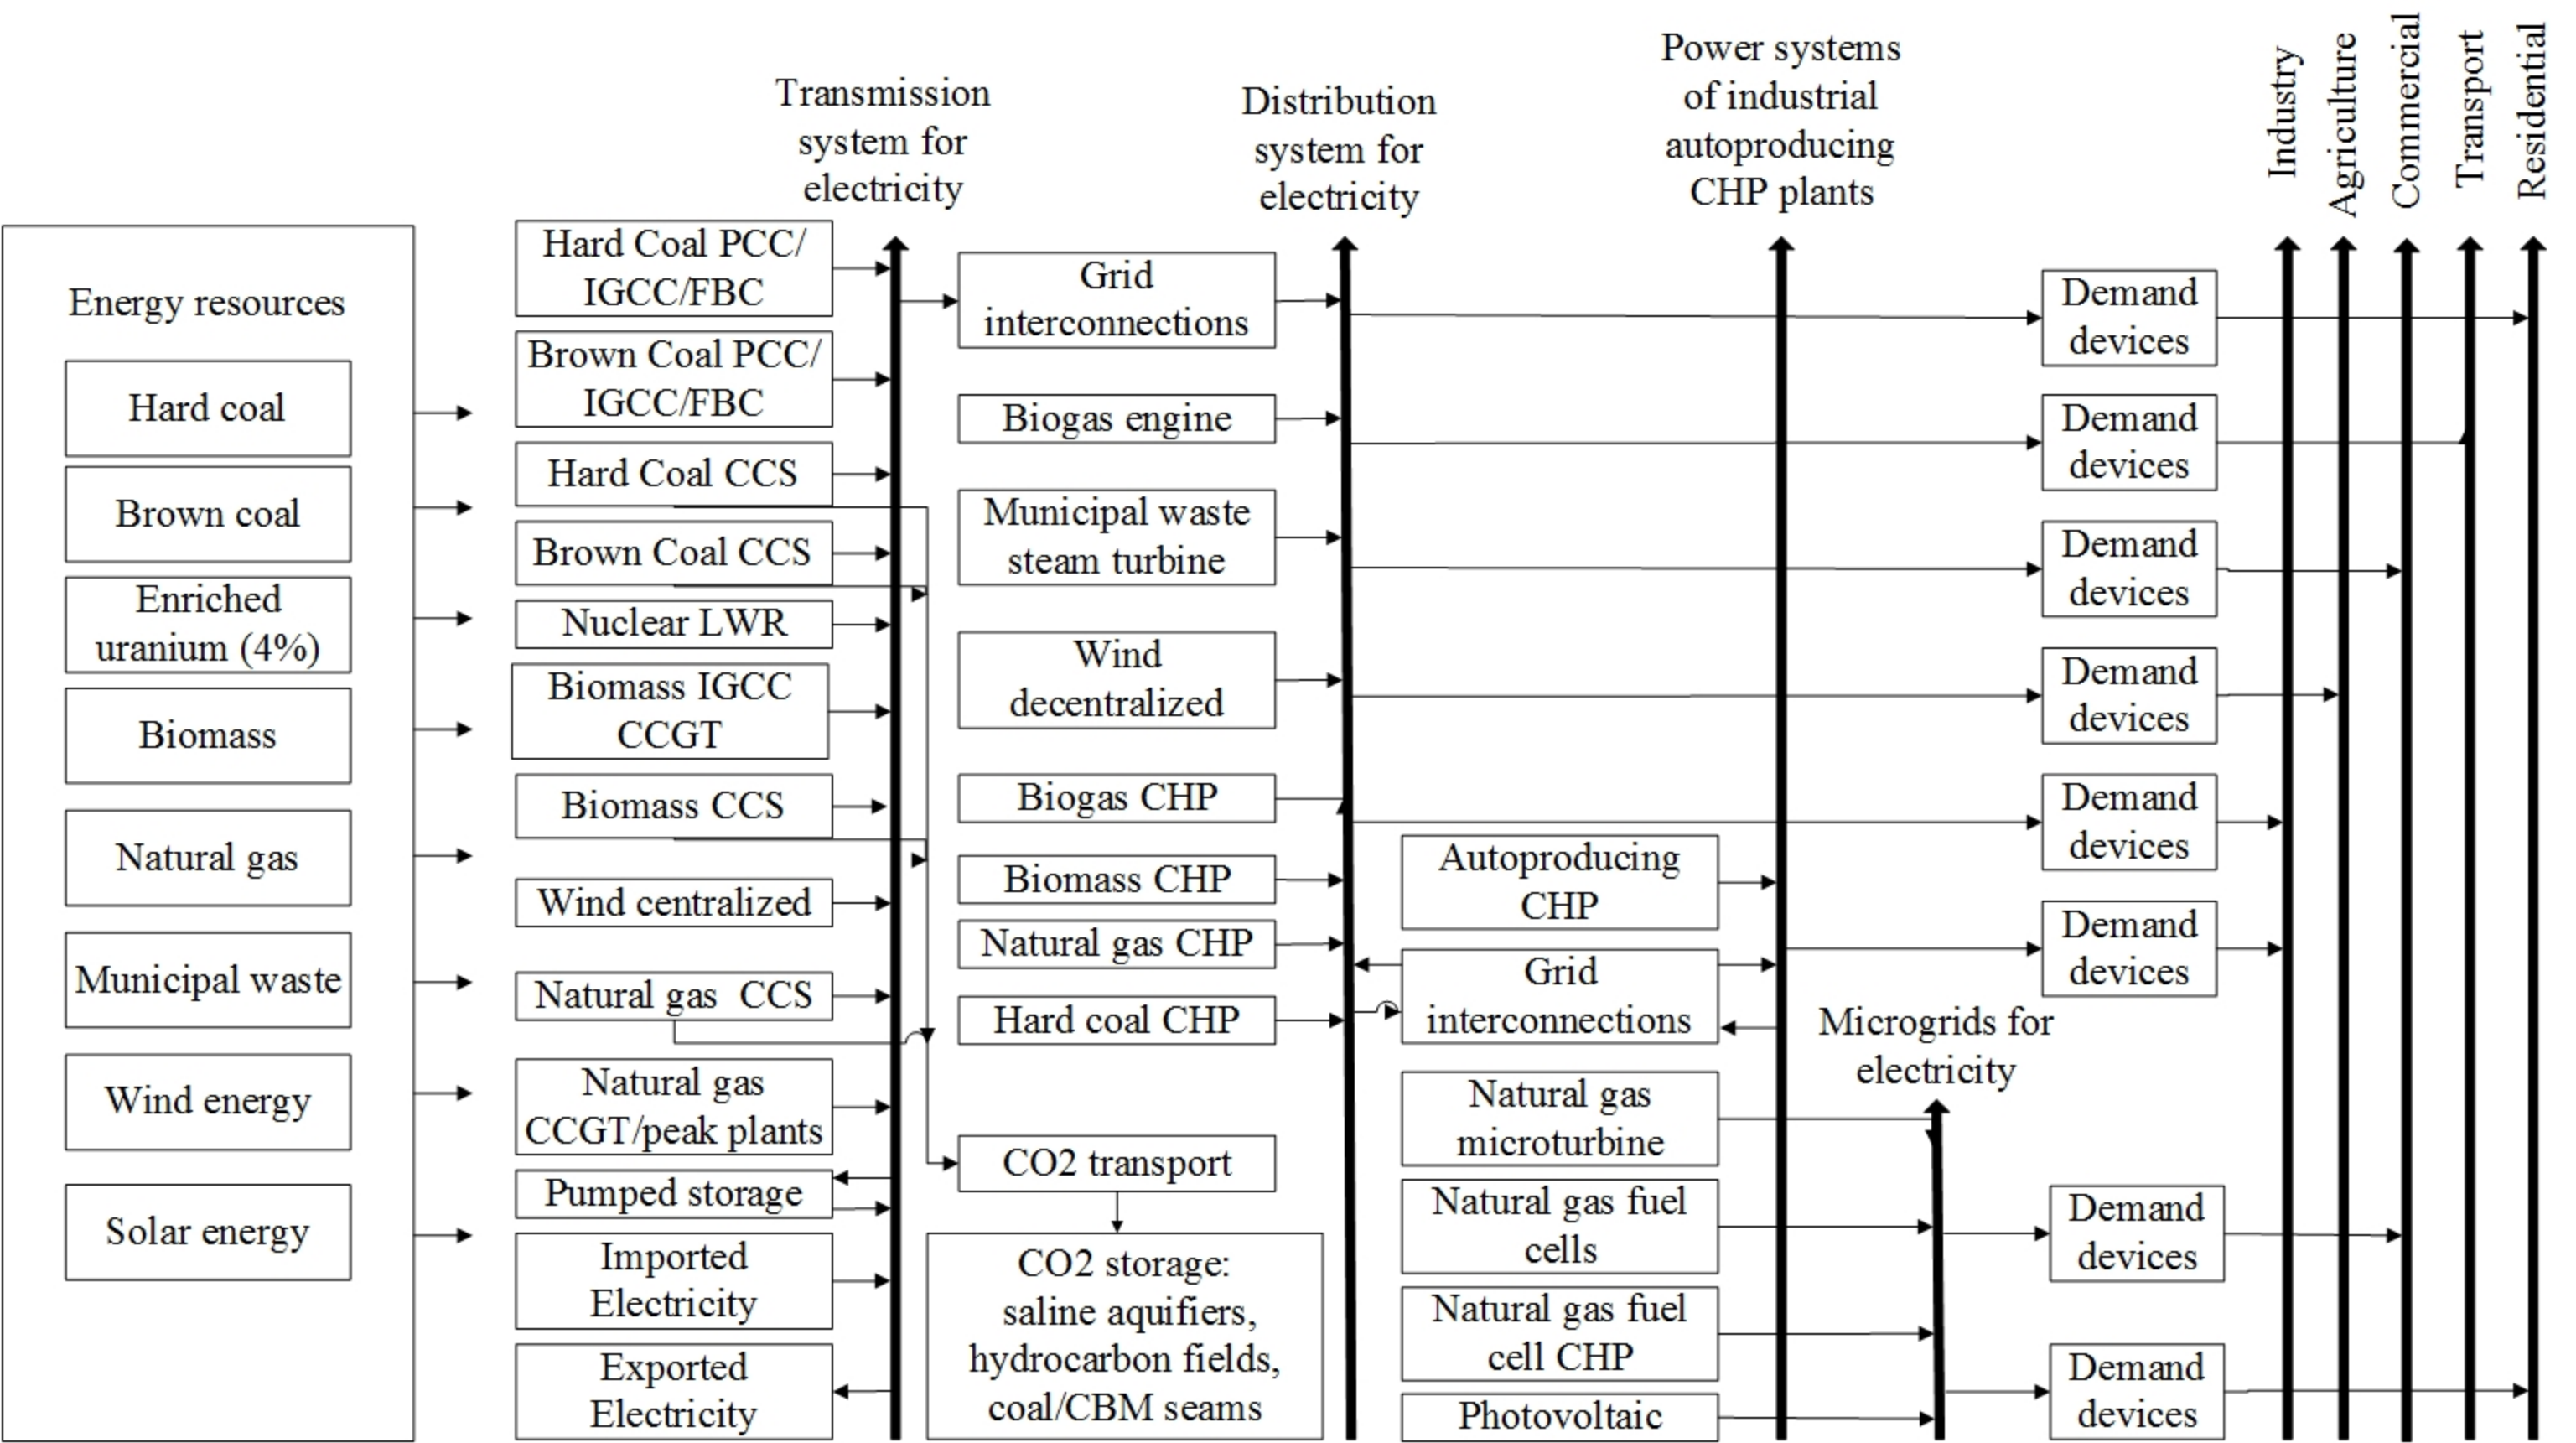 Transmission
system for
electricity
Distribution
system for
electricity
Power systems
of industrial
autoproducing
CHP plants
Industry
Agriculture
Commercial
Transport
Residential
Energy resources
Hard coal
Brown coal
Enriched
uranium (4%)
Biomass
Natural gas
Municipal waste
Wind energy
Solar energy
Hard Coal PCC/
IGCC/FBC
Brown Coal PCC/
IGCC/FBC
Hard Coal CCS
Brown Coal CCS
Nuclear LWR
Biomass IGCC
CCGT
Biomass CCS
Wind centralized
Natural gas  CCS
Natural gas
CCGT/peak plants
Pumped storage
Imported
Electricity
Exported
Electricity
Grid
interconnections
Biogas engine
Municipal waste
steam turbine
Wind
decentralized
Biogas CHP
Biomass CHP
Natural gas CHP
Hard coal CHP
CO2 transport
CO2 storage:
saline aquifiers,
hydrocarbon fields,
coal/CBM seams
Autoproducing
CHP
Grid
interconnections
Natural gas
microturbine
Natural gas fuel
cells
Natural gas fuel
cell CHP
Photovoltaic
Microgrids for
electricity
Demand
devices
Demand
devices
Demand
devices
Demand
devices
Demand
devices
Demand
devices
Demand
devices
Demand
devices